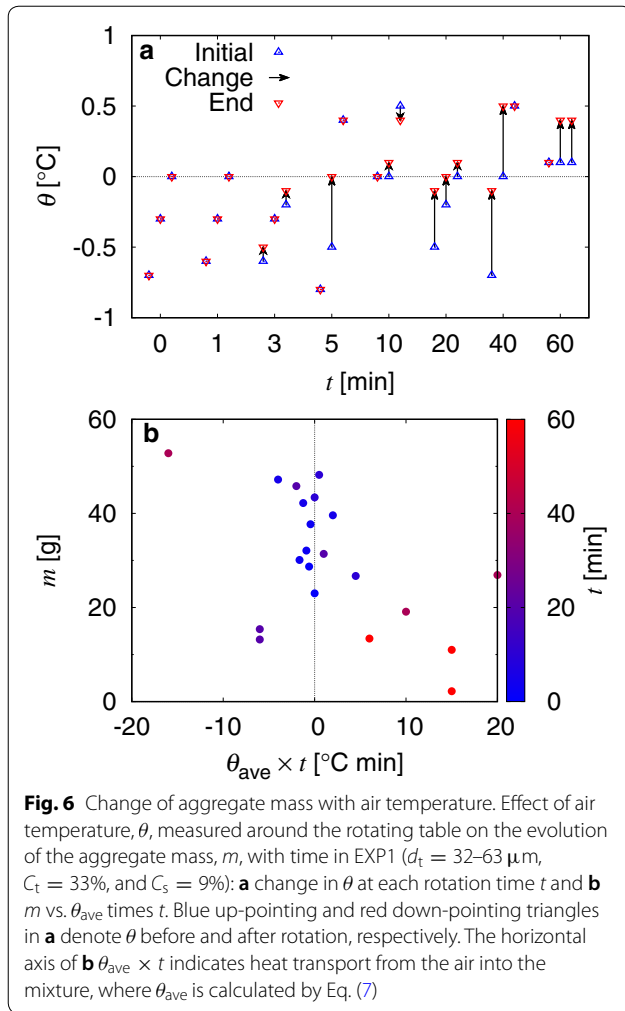 a
Initial
Change
End
1
0.5
0
-0.5
-1
θ [°C]
0 1 3 5 10 20 40 60
t [min]
b
60
40
20
0
m [g]
-20 -10 0 10 20
θave × t [°C min]
60
40
20
0
t [min]
Fig. 6 Change of aggregate mass with air temperature. Effect of air
temperature, θ, measured around the rotating table on the evolution
of the aggregate mass, m, with time in EXP1 (dt = 32–63 μm,
Ct = 33%, and Cs = 9%): a change in θ at each rotation time t and b
m vs. θave times t. Blue up-pointing and red down-pointing triangles
in a denote θ before and after rotation, respectively. The horizontal
axis of b θave × t indicates heat transport from the air into the
mixture, where θave is calculated by Eq. (7)